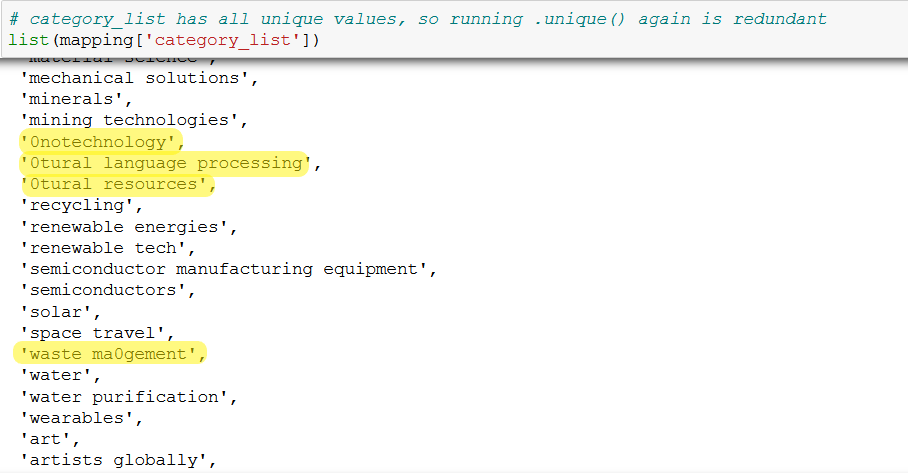 # category_list has all unique values, so running .unique() again is redundant
list(mapping['category_list'])
'material science',
'mechanical solutions',
'minerals',
'mining technologies',
'0notechnology',
'0tural language processing',
'0tural resources',
'recycling',
'renewable energies',
'renewable tech',
'semiconductor manufacturing equipment',
'semiconductors',
'solar',
'space travel',
'waste ma0gement',
'water',
'water purification',
'wearables',
'art',
'artists globally',